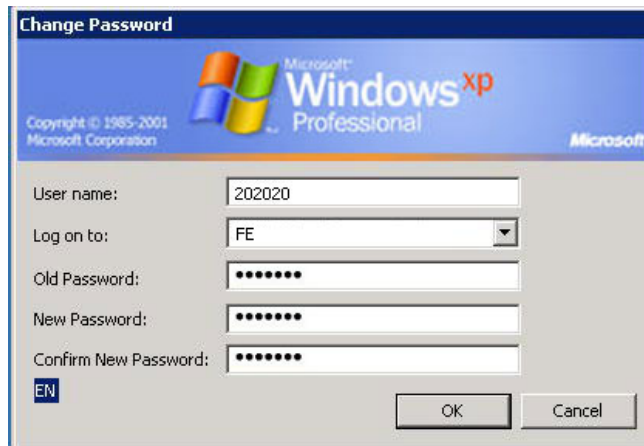 Change Password
Microsoft
Windows xp
Professional
Copyright © 1985-2001
Microsoft Corporation
Microsoft
User name: 202020
Log on to: FE
Old Password: •••••••
New Password: •••••••
Confirm New Password: •••••••
EN
OK Cancel